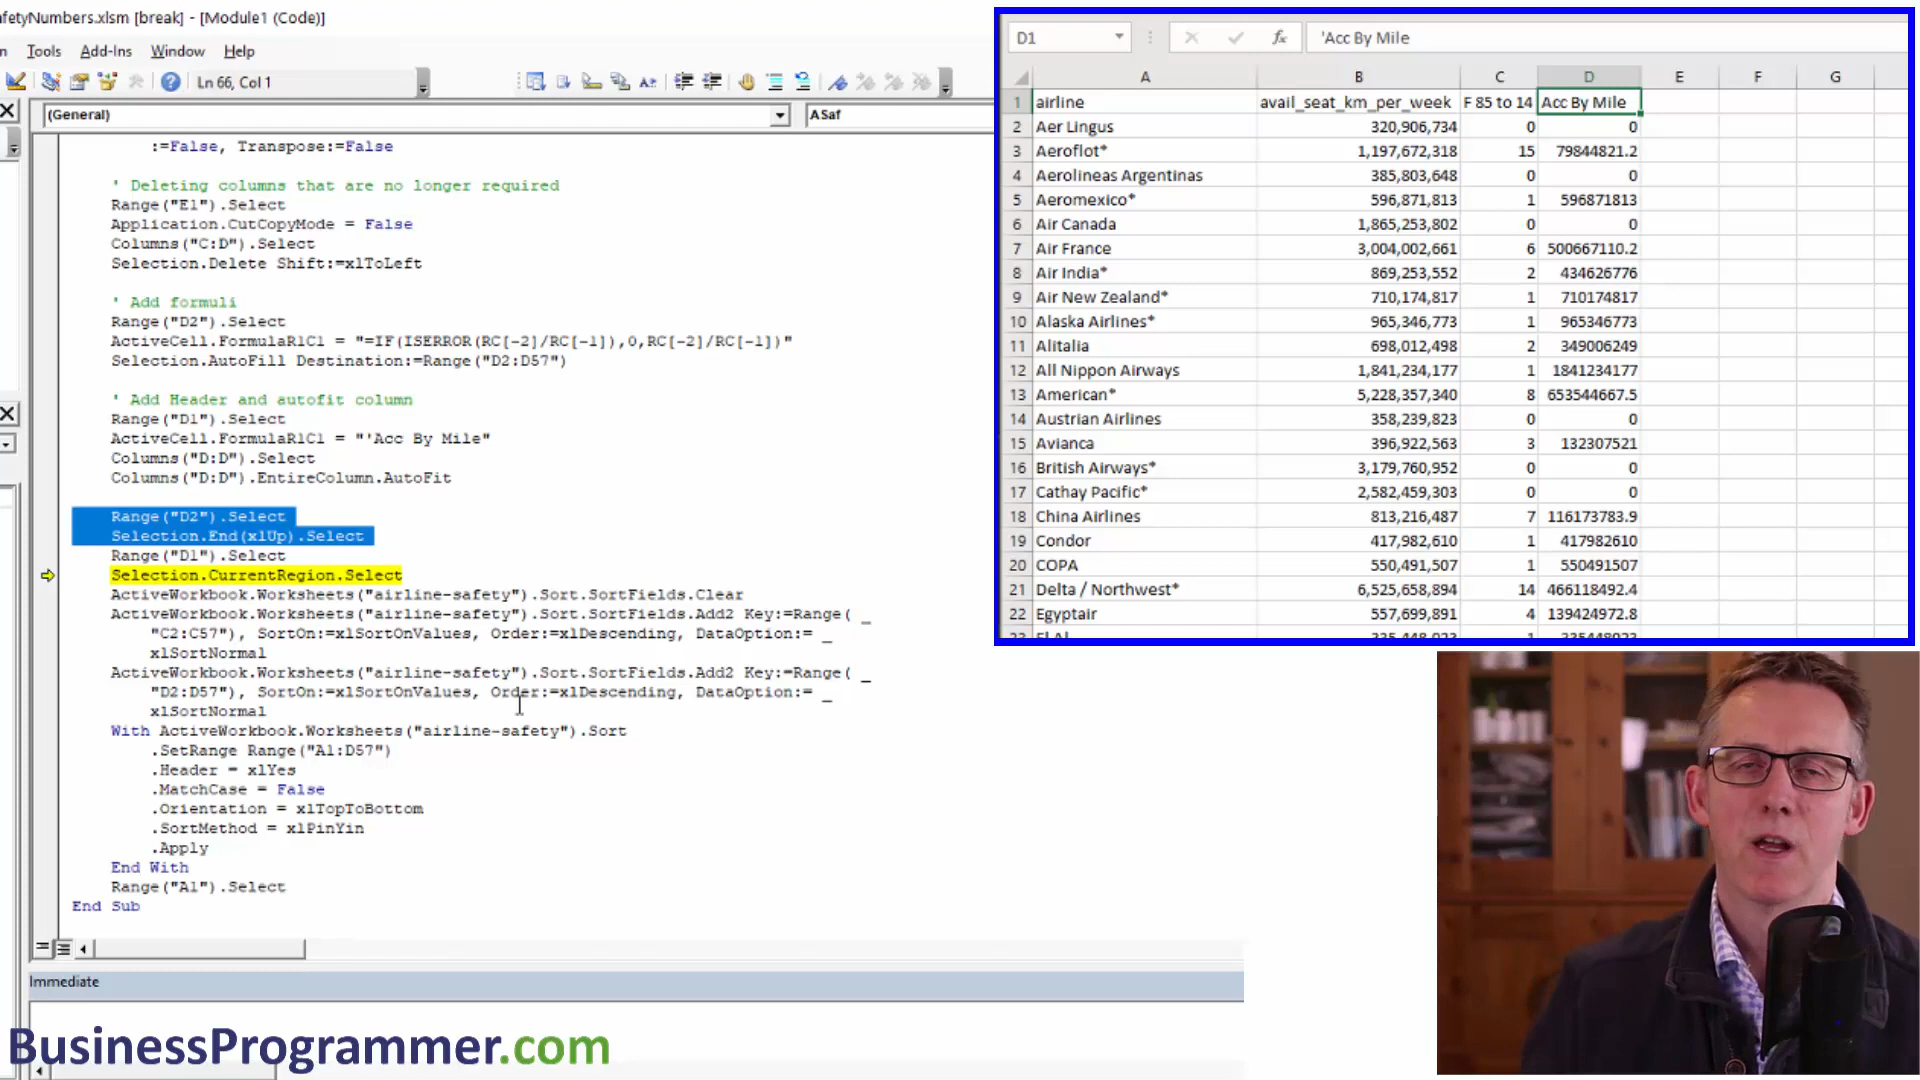 afetyNumbers.xlsm [break] - [Module1 (Code)]
Tools Add-Ins Window Help
Ln 66, Col 1
(General) ASaf
:=False, Transpose:=False
' Deleting columns that are no longer required
Range("E1").Select
Application.CutCopyMode = False
Columns("C:D").Select
Selection.Delete Shift:=xlToLeft
' Add formuli
Range("D2").Select
ActiveCell.FormulaR1C1 = "=IF(ISERROR(RC[-2]/RC[-1]),0,RC[-2]/RC[-1])"
Selection.AutoFill Destination:=Range("D2:D57")
' Add Header and autofit column
Range("D1").Select
ActiveCell.FormulaR1C1 = "'Acc By Mile"
Columns("D:D").Select
Columns("D:D").EntireColumn.AutoFit
Range("D2").Select
Selection.End(xlUp).Select
Range("D1").Select
Selection.CurrentRegion.Select
ActiveWorkbook.Worksheets("airline-safety").Sort.SortFields.Clear
ActiveWorkbook.Worksheets("airline-safety").Sort.SortFields.Add2 Key:=Range( _
"C2:C57"), SortOn:=xlSortOnValues, Order:=xlDescending, DataOption:= _
xlSortNormal
ActiveWorkbook.Worksheets("airline-safety").Sort.SortFields.Add2 Key:=Range( _
"D2:D57"), SortOn:=xlSortOnValues, Order:=xlDescending, DataOption:= _
xlSortNormal
With ActiveWorkbook.Worksheets("airline-safety").Sort
.SetRange Range("A1:D57")
.Header = xlYes
.MatchCase = False
.Orientation = xlTopToBottom
.SortMethod = xlPinYin
.Apply
End With
Range("A1").Select
End Sub
Immediate
BusinessProgrammer.com
D1 fx 'Acc By Mile
A B C D E F G
1 airline avail_seat_km_per_week F 85 to 14 Acc By Mile
2 Aer Lingus 320,906,734 0 0
3 Aeroflot* 1,197,672,318 15 79844821.2
4 Aerolineas Argentinas 385,803,648 0 0
5 Aeromexico* 596,871,813 1 596871813
6 Air Canada 1,865,253,802 0 0
7 Air France 3,004,002,661 6 500667110.2
8 Air India* 869,253,552 2 434626776
9 Air New Zealand* 710,174,817 1 710174817
10 Alaska Airlines* 965,346,773 1 965346773
11 Alitalia 698,012,498 2 349006249
12 All Nippon Airways 1,841,234,177 1 1841234177
13 American* 5,228,357,340 8 653544667.5
14 Austrian Airlines 358,239,823 0 0
15 Avianca 396,922,563 3 132307521
16 British Airways* 3,179,760,952 0 0
17 Cathay Pacific* 2,582,459,303 0 0
18 China Airlines 813,216,487 7 116173783.9
19 Condor 417,982,610 1 417982610
20 COPA 550,491,507 1 550491507
21 Delta / Northwest* 6,525,658,894 14 466118492.4
22 Egyptair 557,699,891 4 139424972.8